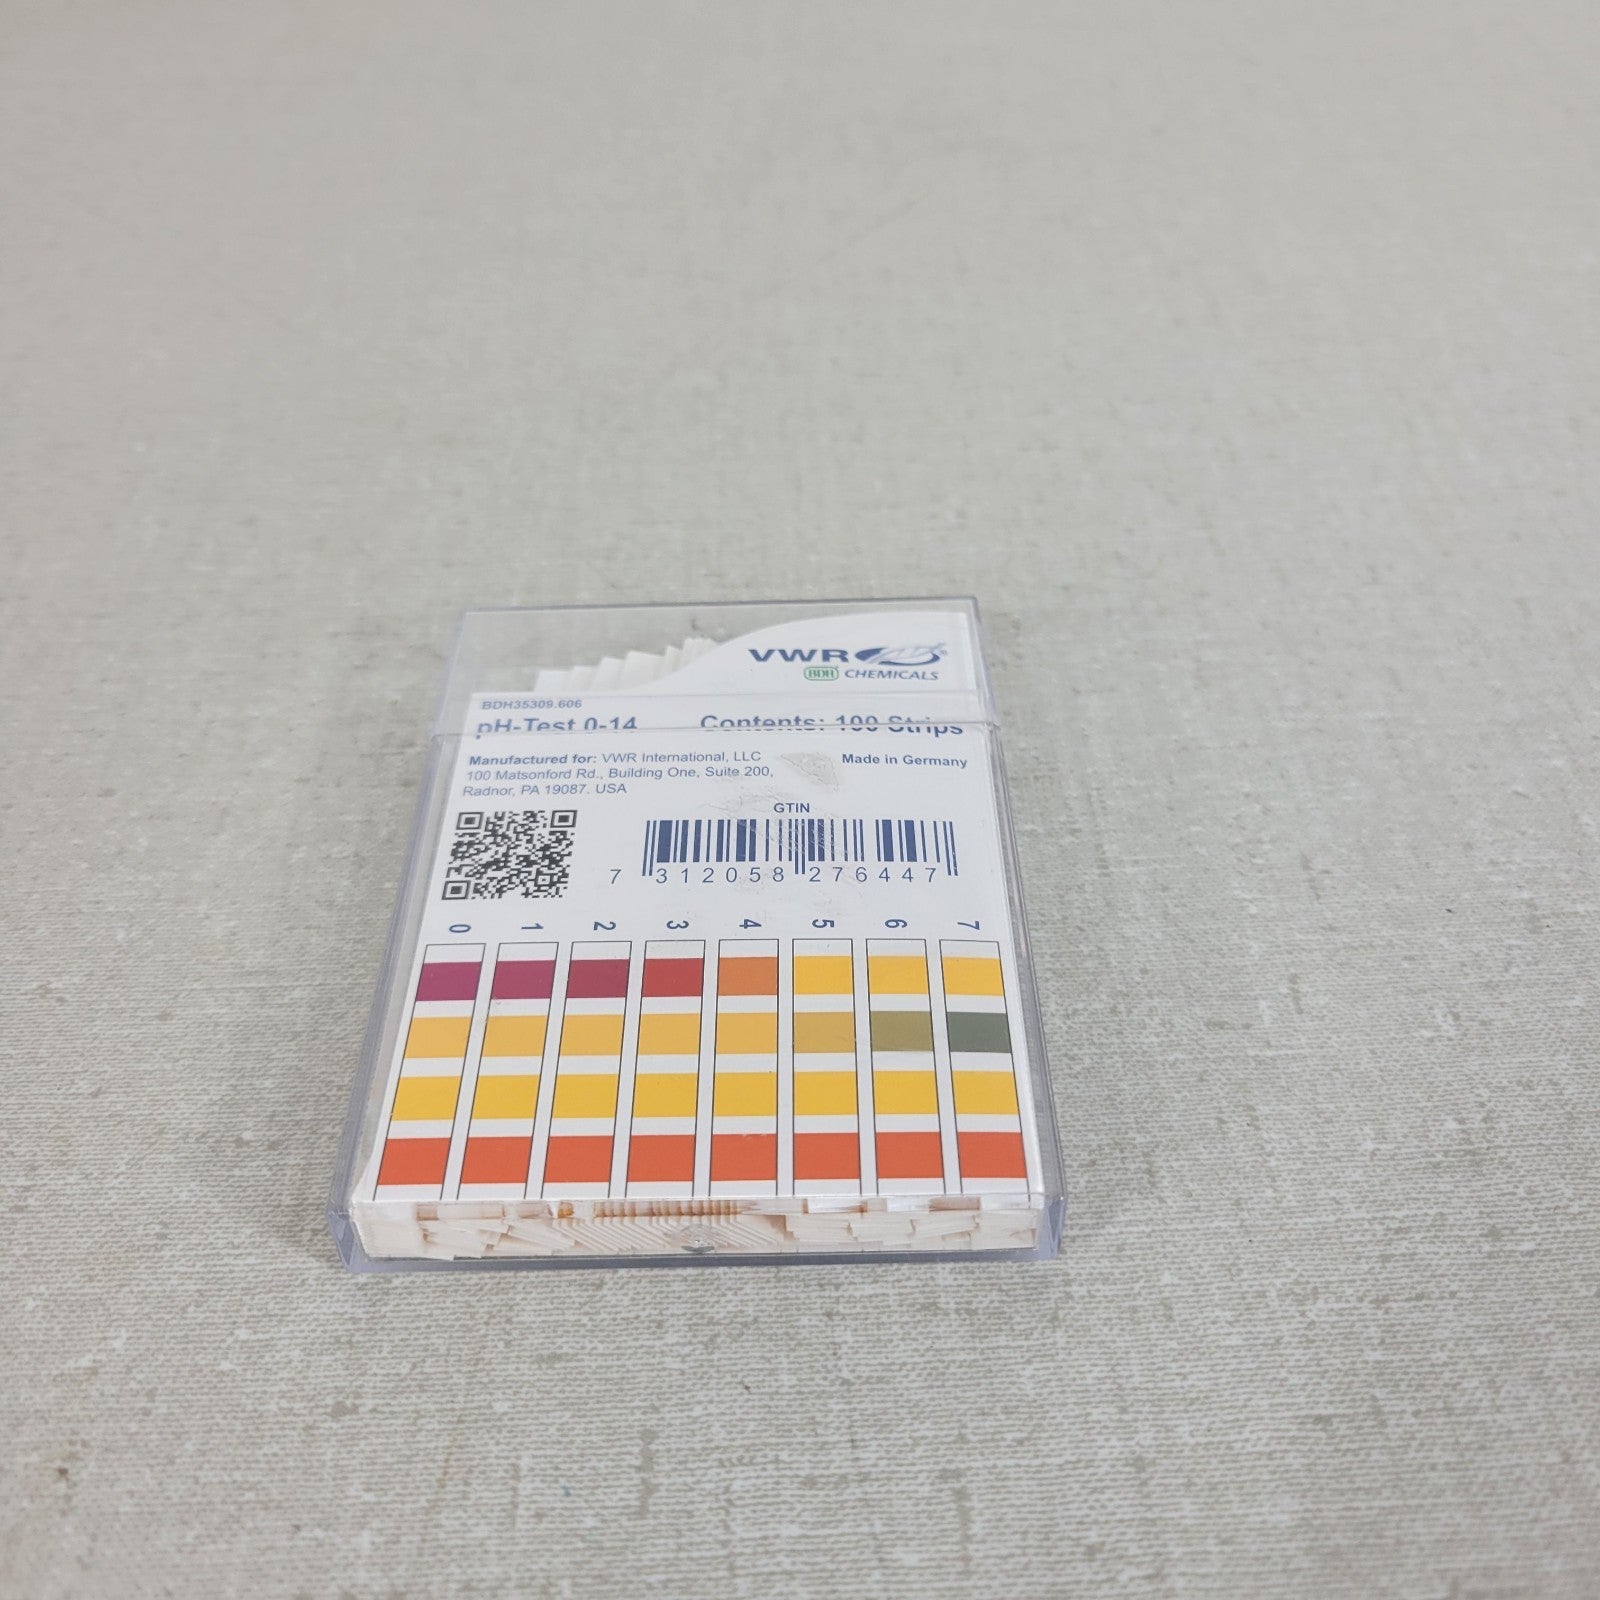 VWR
BDH CHEMICALS
BDH35309.606
pH-Test 0-14 Contents: 100 Strips
Manufactured for: VWR International, LLC Made in Germany
100 Matsonford Rd., Building One, Suite 200,
Radnor, PA 19087. USA
GTIN
7 312058 276447
0 1 2 3 4 5 6 7